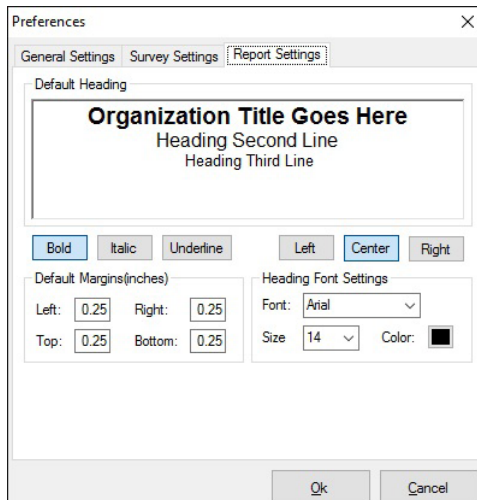 Preferences
General Settings Survey Settings Report Settings
Default Heading
Organization Title Goes Here
Heading Second Line
Heading Third Line
Bold Italic Underline Left Center Right
Default Margins(inches) Heading Font Settings
Left: 0.25 Right: 0.25 Font: Arial
Top: 0.25 Bottom: 0.25 Size 14 Color:
Ok Cancel